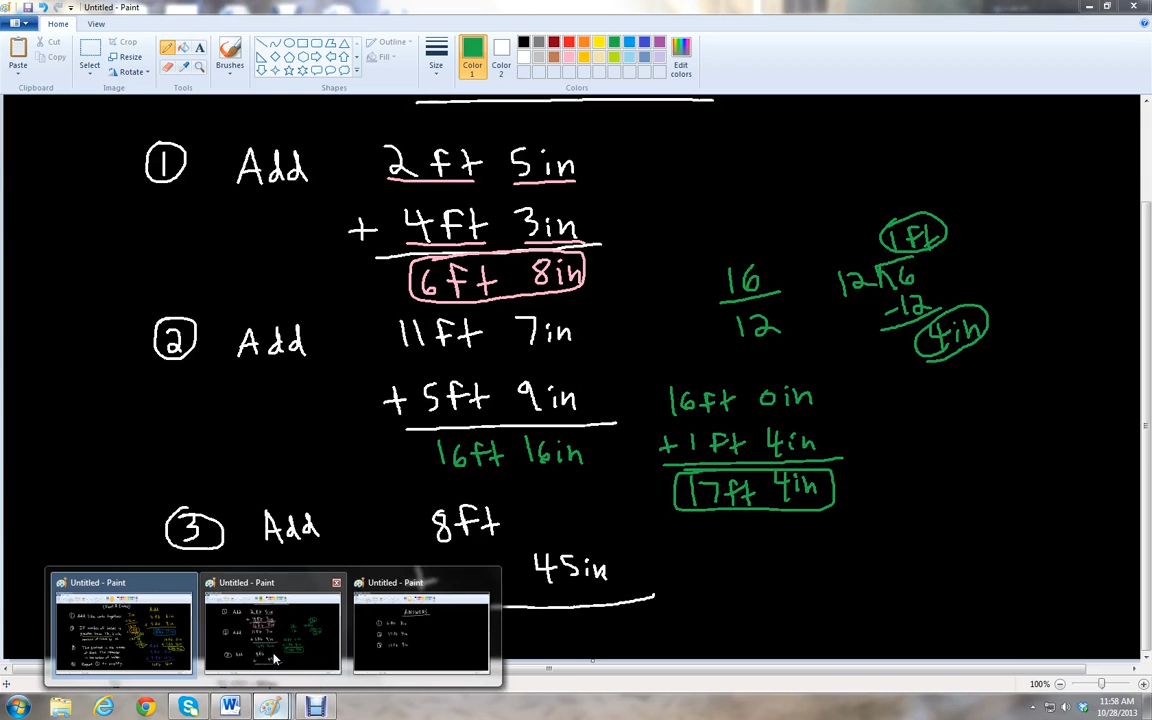 Untitled - Paint
Home
View
Paste
Cut
Copy
Clipboard
Select
Crop
Resize
Rotate
Image
Tools
Brushes
Outline
Fill
Shapes
Size
Color 1
Color 2
Edit colors
Colors
1 Add 2ft 5in
+ 4ft 3in
6ft 8in
16
12
1ft
12 16
-12
4in
2 Add 11ft 7in
+ 5ft 9in
16ft 16in
16ft 0in
+ 1ft 4in
17ft 4in
3 Add 8ft
45in
Untitled - Paint
Untitled - Paint
Untitled - Paint
ANSWERS
100%
11:58 AM
10/28/2013